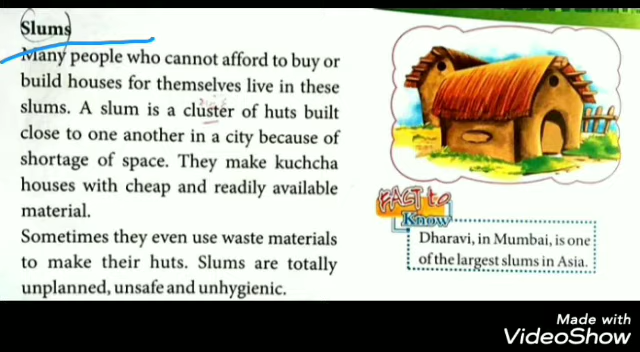 Slums
Many people who cannot afford to buy or
build houses for themselves live in these
slums. A slum is a cluster of huts built
close to one another in a city because of
shortage of space. They make kuchcha
houses with cheap and readily available
material.
Sometimes they even use waste materials
to make their huts. Slums are totally
unplanned, unsafe and unhygienic.
FACT to
Know
Dharavi, in Mumbai, is one
of the largest slums in Asia.
Made with
VideoShow